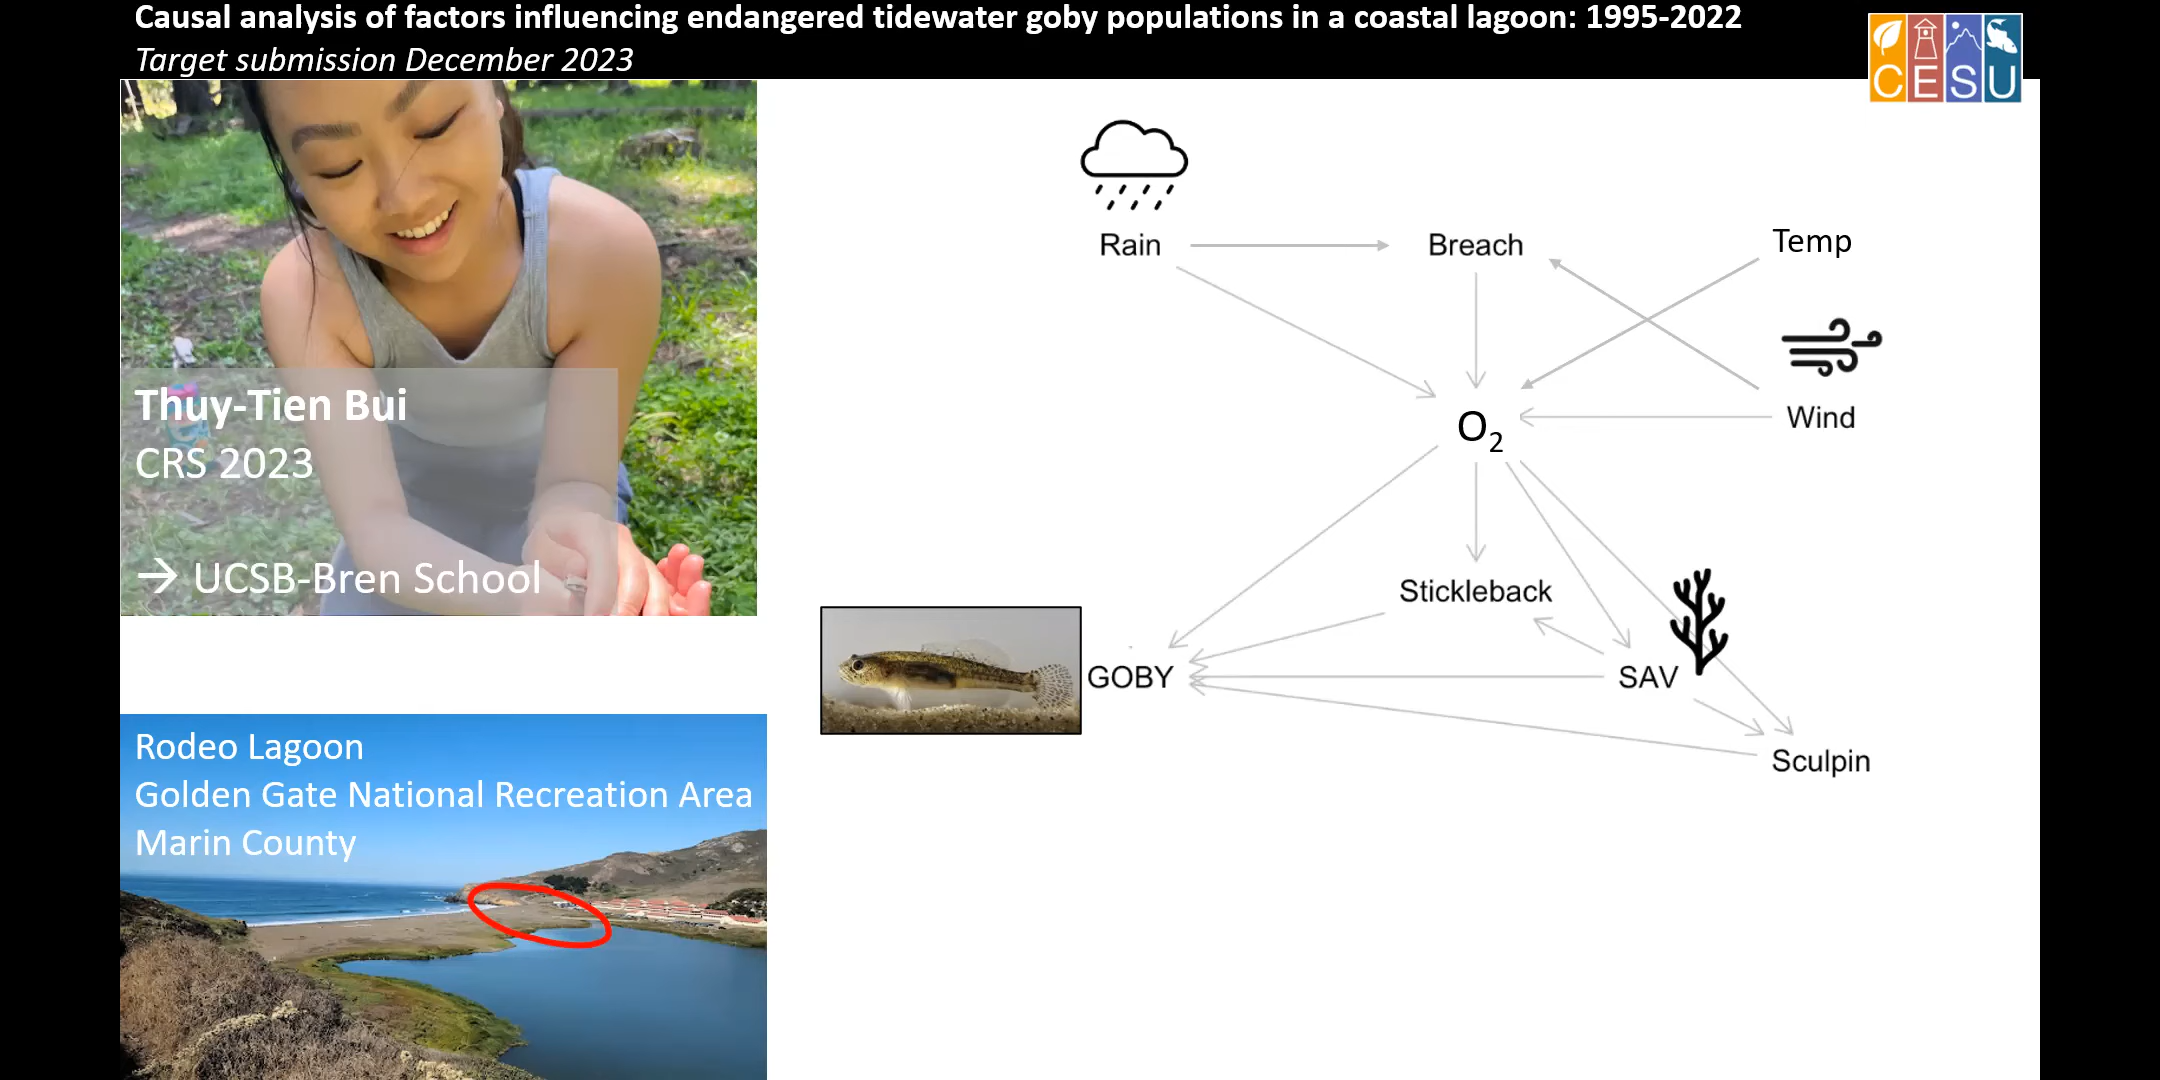 Causal analysis of factors influencing endangered tidewater goby populations in a coastal lagoon: 1995-2022
Target submission December 2023
CESU
Thuy-Tien Bui
CRS 2023
→ UCSB-Bren School
Rodeo Lagoon
Golden Gate National Recreation Area
Marin County
Rain
Breach
Temp
Wind
O₂
Stickleback
GOBY
SAV
Sculpin